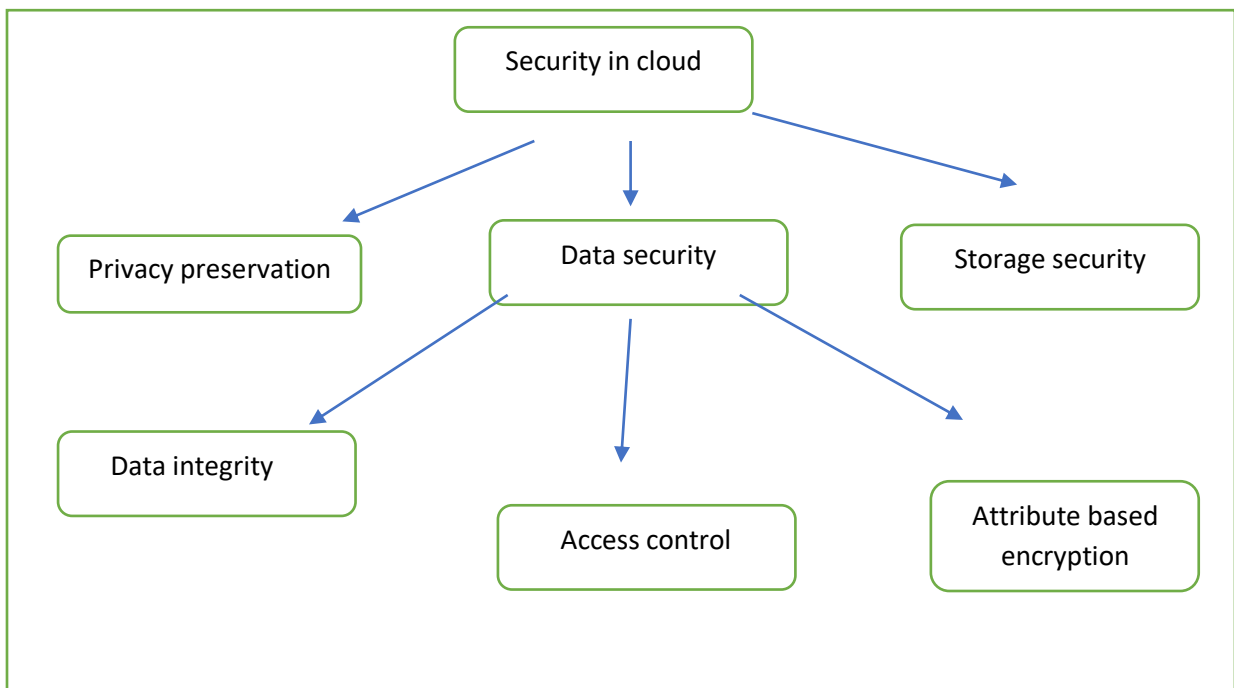 Security in cloud
Privacy preservation
Data security
Storage security
Data integrity
Access control
Attribute based
encryption